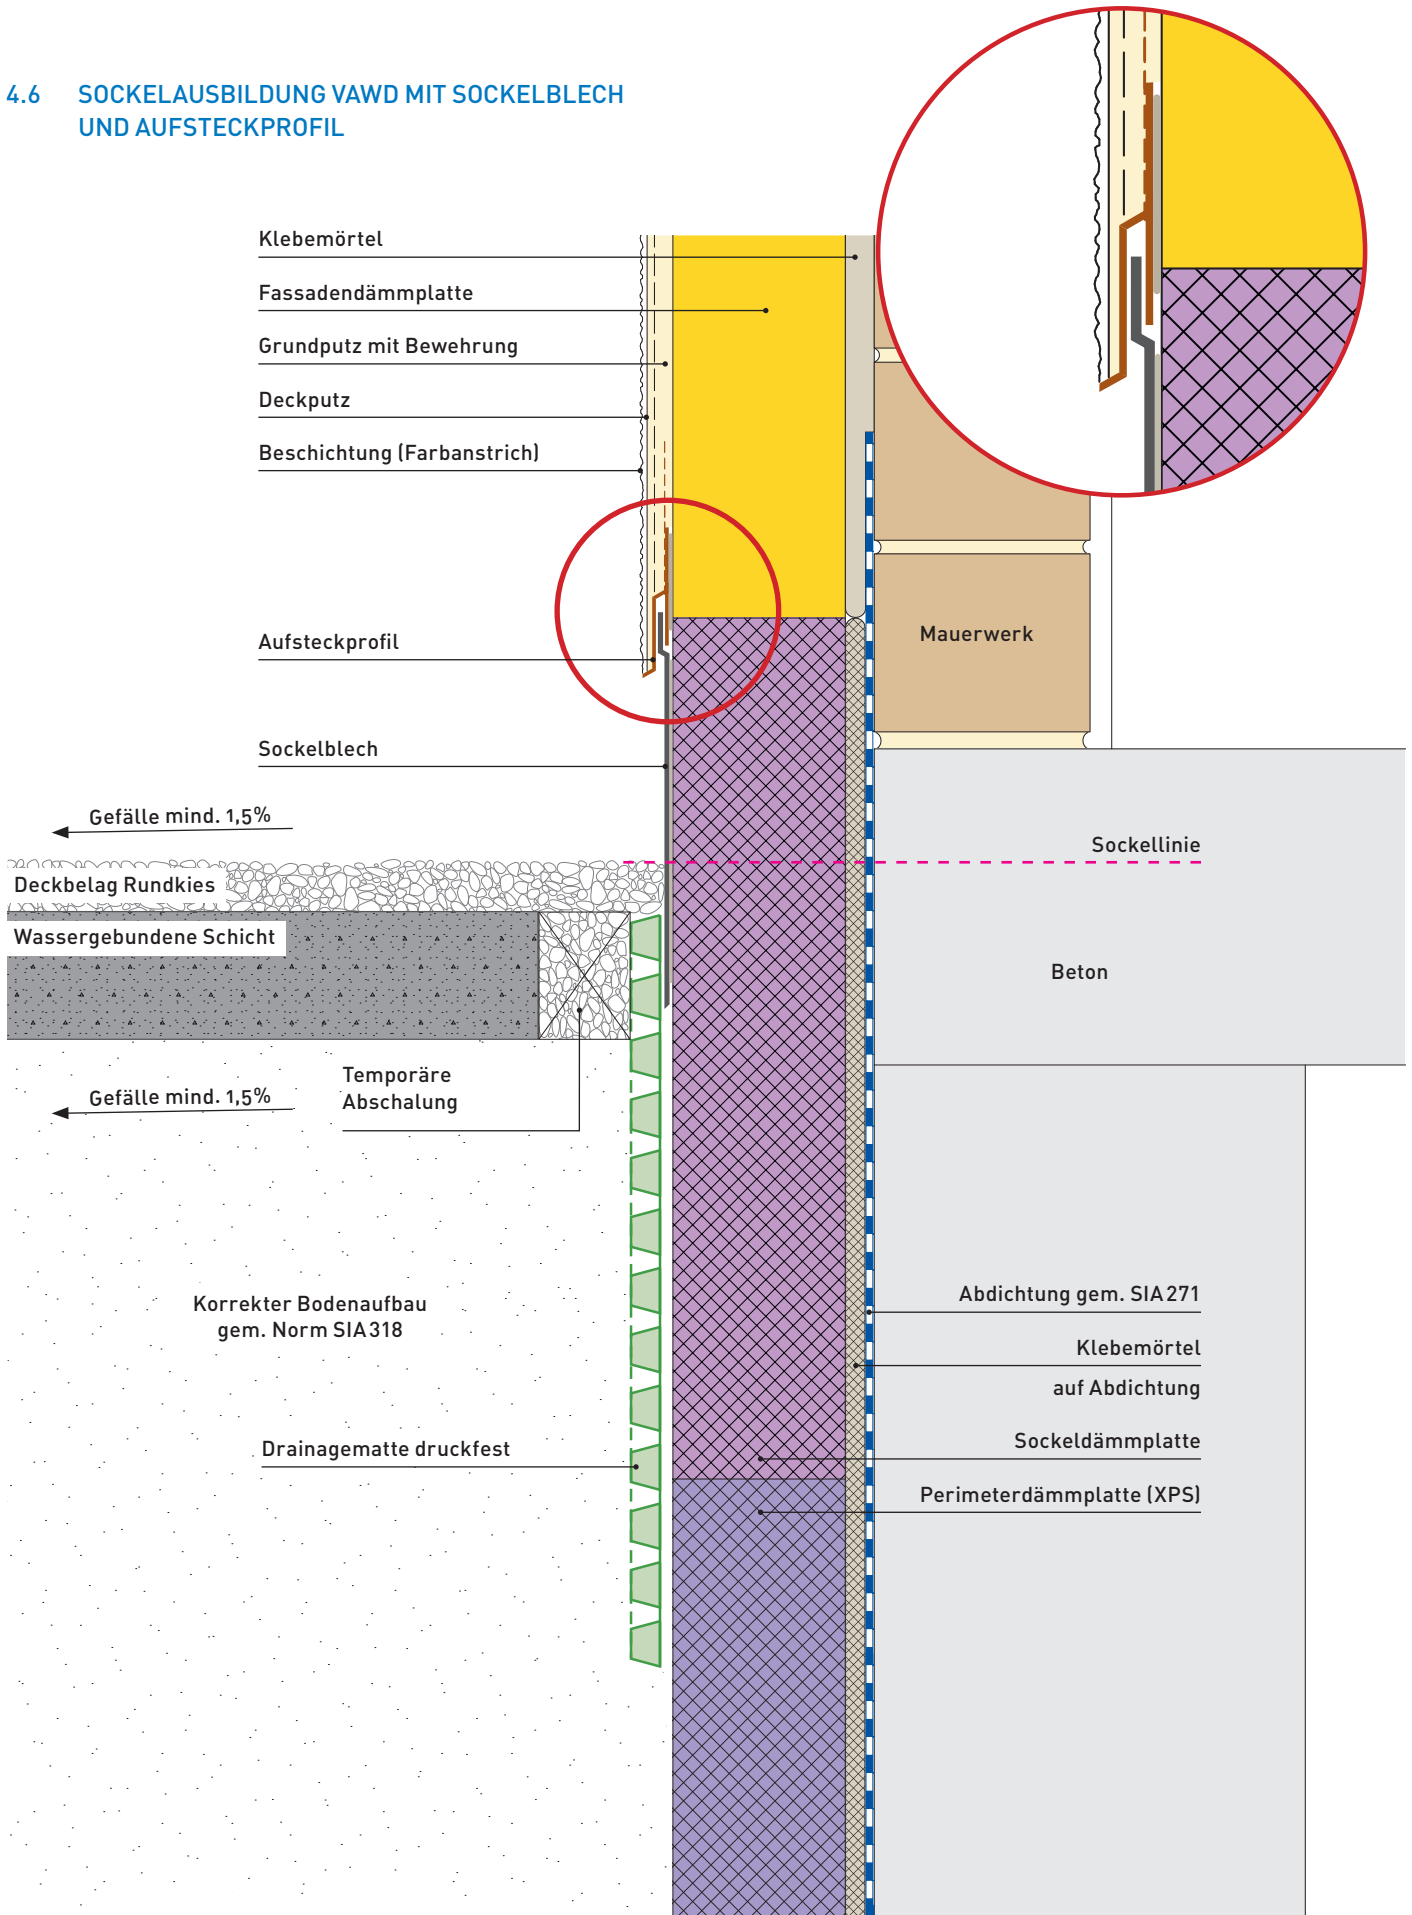 4.6 SOCKELAUSBILDUNG VAWD MIT SOCKELBLECH
UND AUFSTECKPROFIL
Klebemörtel
Fassadendämmplatte
Grundputz mit Bewehrung
Deckputz
Beschichtung (Farbanstrich)
Aufsteckprofil
Mauerwerk
Sockelblech
Gefälle mind. 1,5%
Sockellinie
Deckbelag Rundkies
Wassergebundene Schicht
Beton
Temporäre
Abschalung
Gefälle mind. 1,5%
Korrekter Bodenaufbau
gem. Norm SIA 318
Abdichtung gem. SIA 271
Klebemörtel
auf Abdichtung
Sockeldämmplatte
Drainagematte druckfest
Perimeterdämmplatte (XPS)